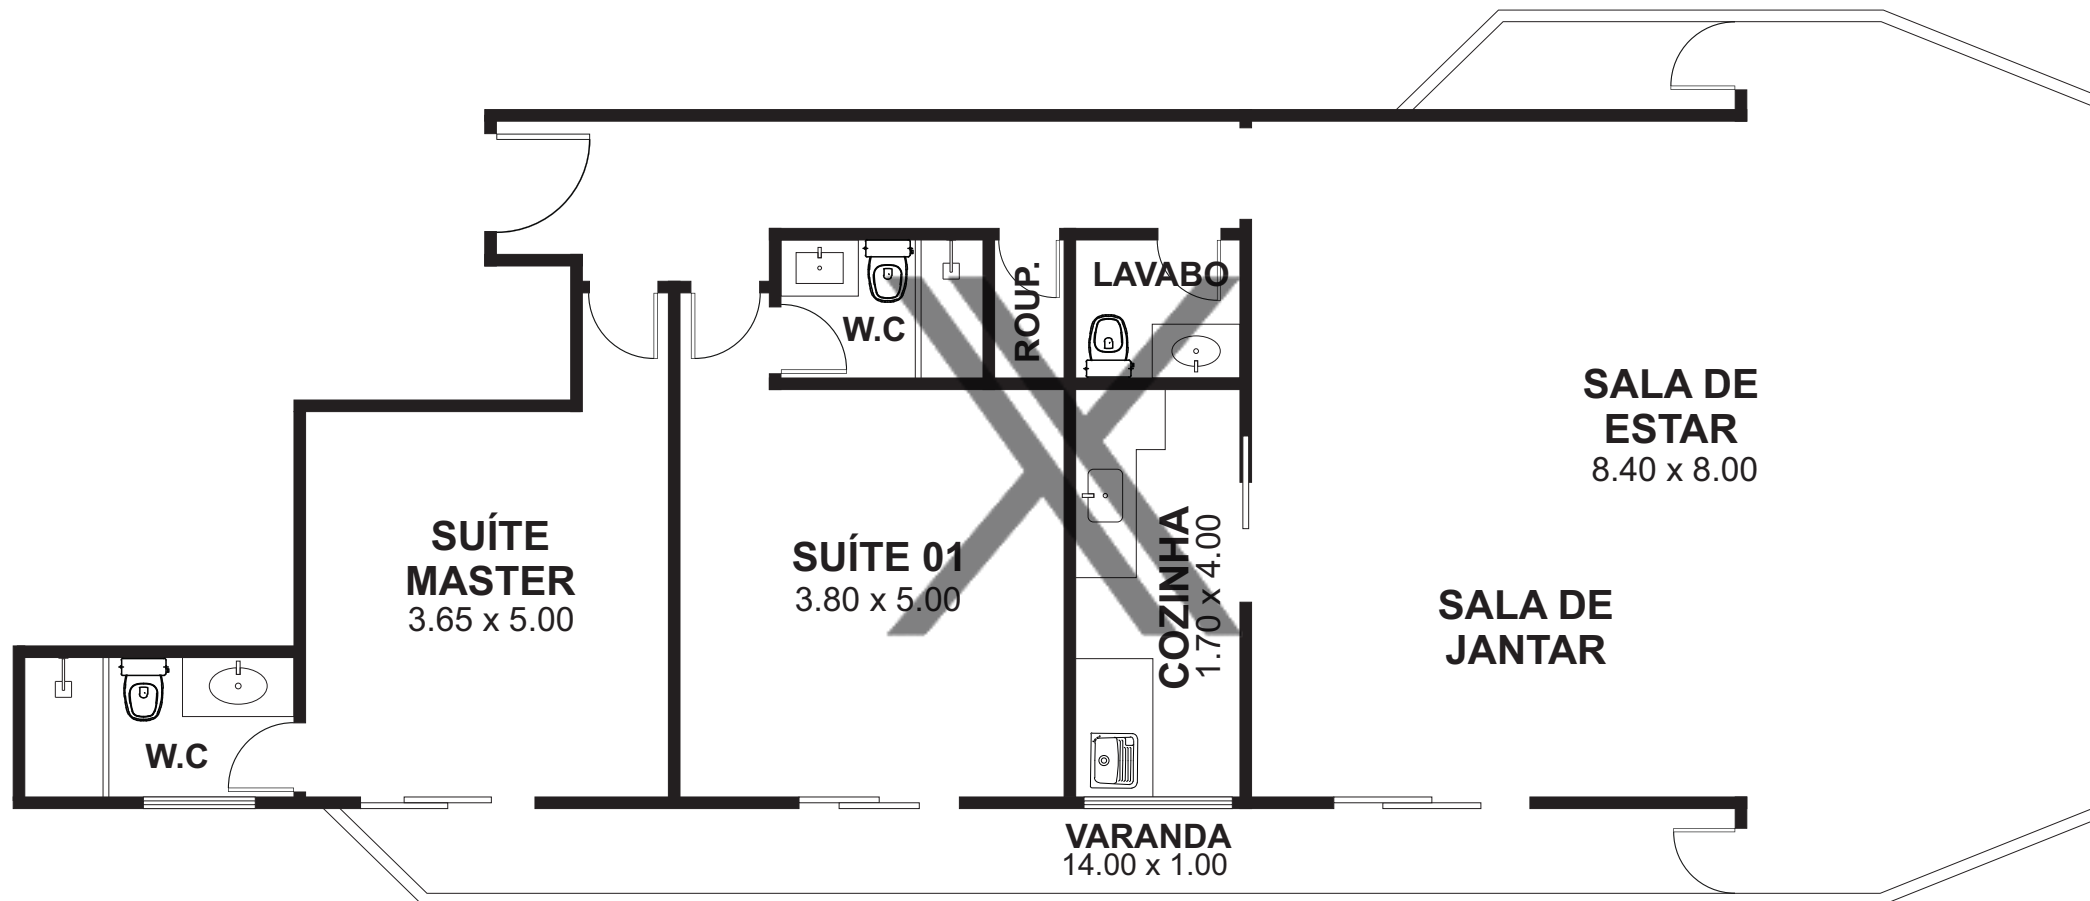 LAVABO
ROUP.
W.C
SALA DE
ESTAR
8.40 x 8.00
SUÍTE
MASTER
3.65 x 5.00
SUÍTE 01
3.80 x 5.00
COZINHA
1.70 x 4.00
SALA DE
JANTAR
W.C
VARANDA
14.00 x 1.00